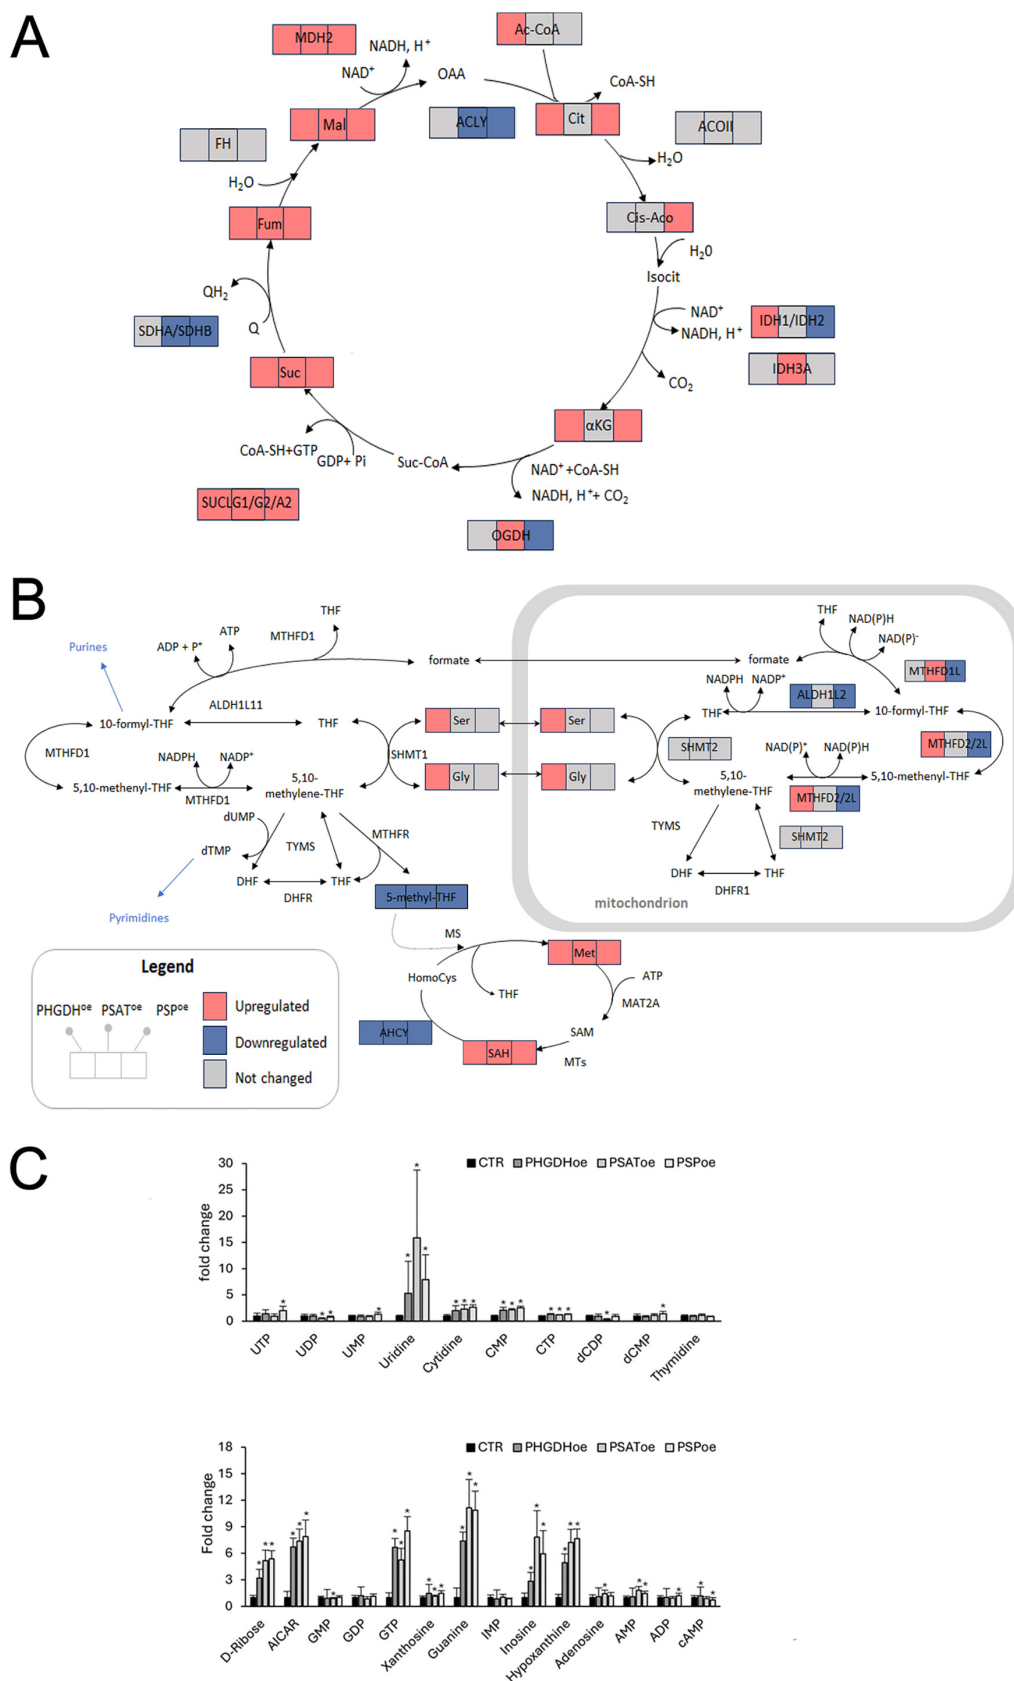 A
MDH2
NADH, H+
NAD+
OAA
Ac-CoA
CoA-SH
Mal
ACLY
Cit
ACOII
FH
H2O
H2O
Fum
Cis-Aco
H20
Isocit
QH2
Q
SDHA/SDHB
NAD+
NADH, H+
IDH1/IDH2
IDH3A
CO2
Suc
αKG
CoA-SH+GTP
GDP+ Pi
Suc-CoA
NAD+ +CoA-SH
NADH, H++ CO2
SUCLG1/G2/A2
OGDH
B
Purines
ADP + P+
ATP
MTHFD1
THF
formate
formate
THF
NAD(P)H
NAD(P)-
MTHFD1L
10-formyl-THF
ALDH1L11
THF
Ser
Ser
THF
NADPH
NADP+
ALDH1L2
10-formyl-THF
MTHFD1
NADPH
NADP+
SHMT1
SHMT2
NAD(P)+
NAD(P)H
MTHFD2/2L
5,10-methenyl-THF
MTHFD1
5,10-
methylene-THF
Gly
Gly
5,10-
methylene-THF
5,10-methenyl-THF
MTHFD2/2L
SHMT2
dUMP
dTMP
TYMS
MTHFR
TYMS
DHF
THF
DHFR
5-methyl-THF
DHF
THF
DHFR1
mitochondrion
Pyrimidines
MS
Met
HomoCys
THF
ATP
MAT2A
AHCY
SAH
SAM
MTs
Legend
PHGDHoe PSAToe PSPoe
Upregulated
Downregulated
Not changed
C
CTR PHGDHoe PSAToe PSPoe
fold change
30
25
20
15
10
5
0
* * * * * * * * * * * * * * * * * *
UTP UDP UMP Uridine Cytidine CMP CTP dCDP dCMP Thymidine
CTR PHGDHoe PSAToe PSPoe
Fold change
18
15
12
9
6
3
0
D-Ribose AICAR GMP GDP GTP Xanthosine Guanine IMP Inosine Hypoxanthine Adenosine AMP ADP cAMP